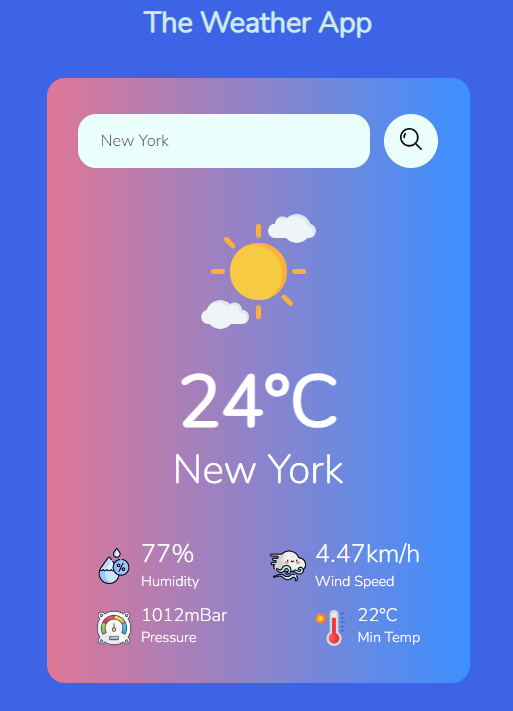 The Weather App
New York
24°C
New York
77%
Humidity
4.47km/h
Wind Speed
%
1012mBar
Pressure
22°C
Min Temp